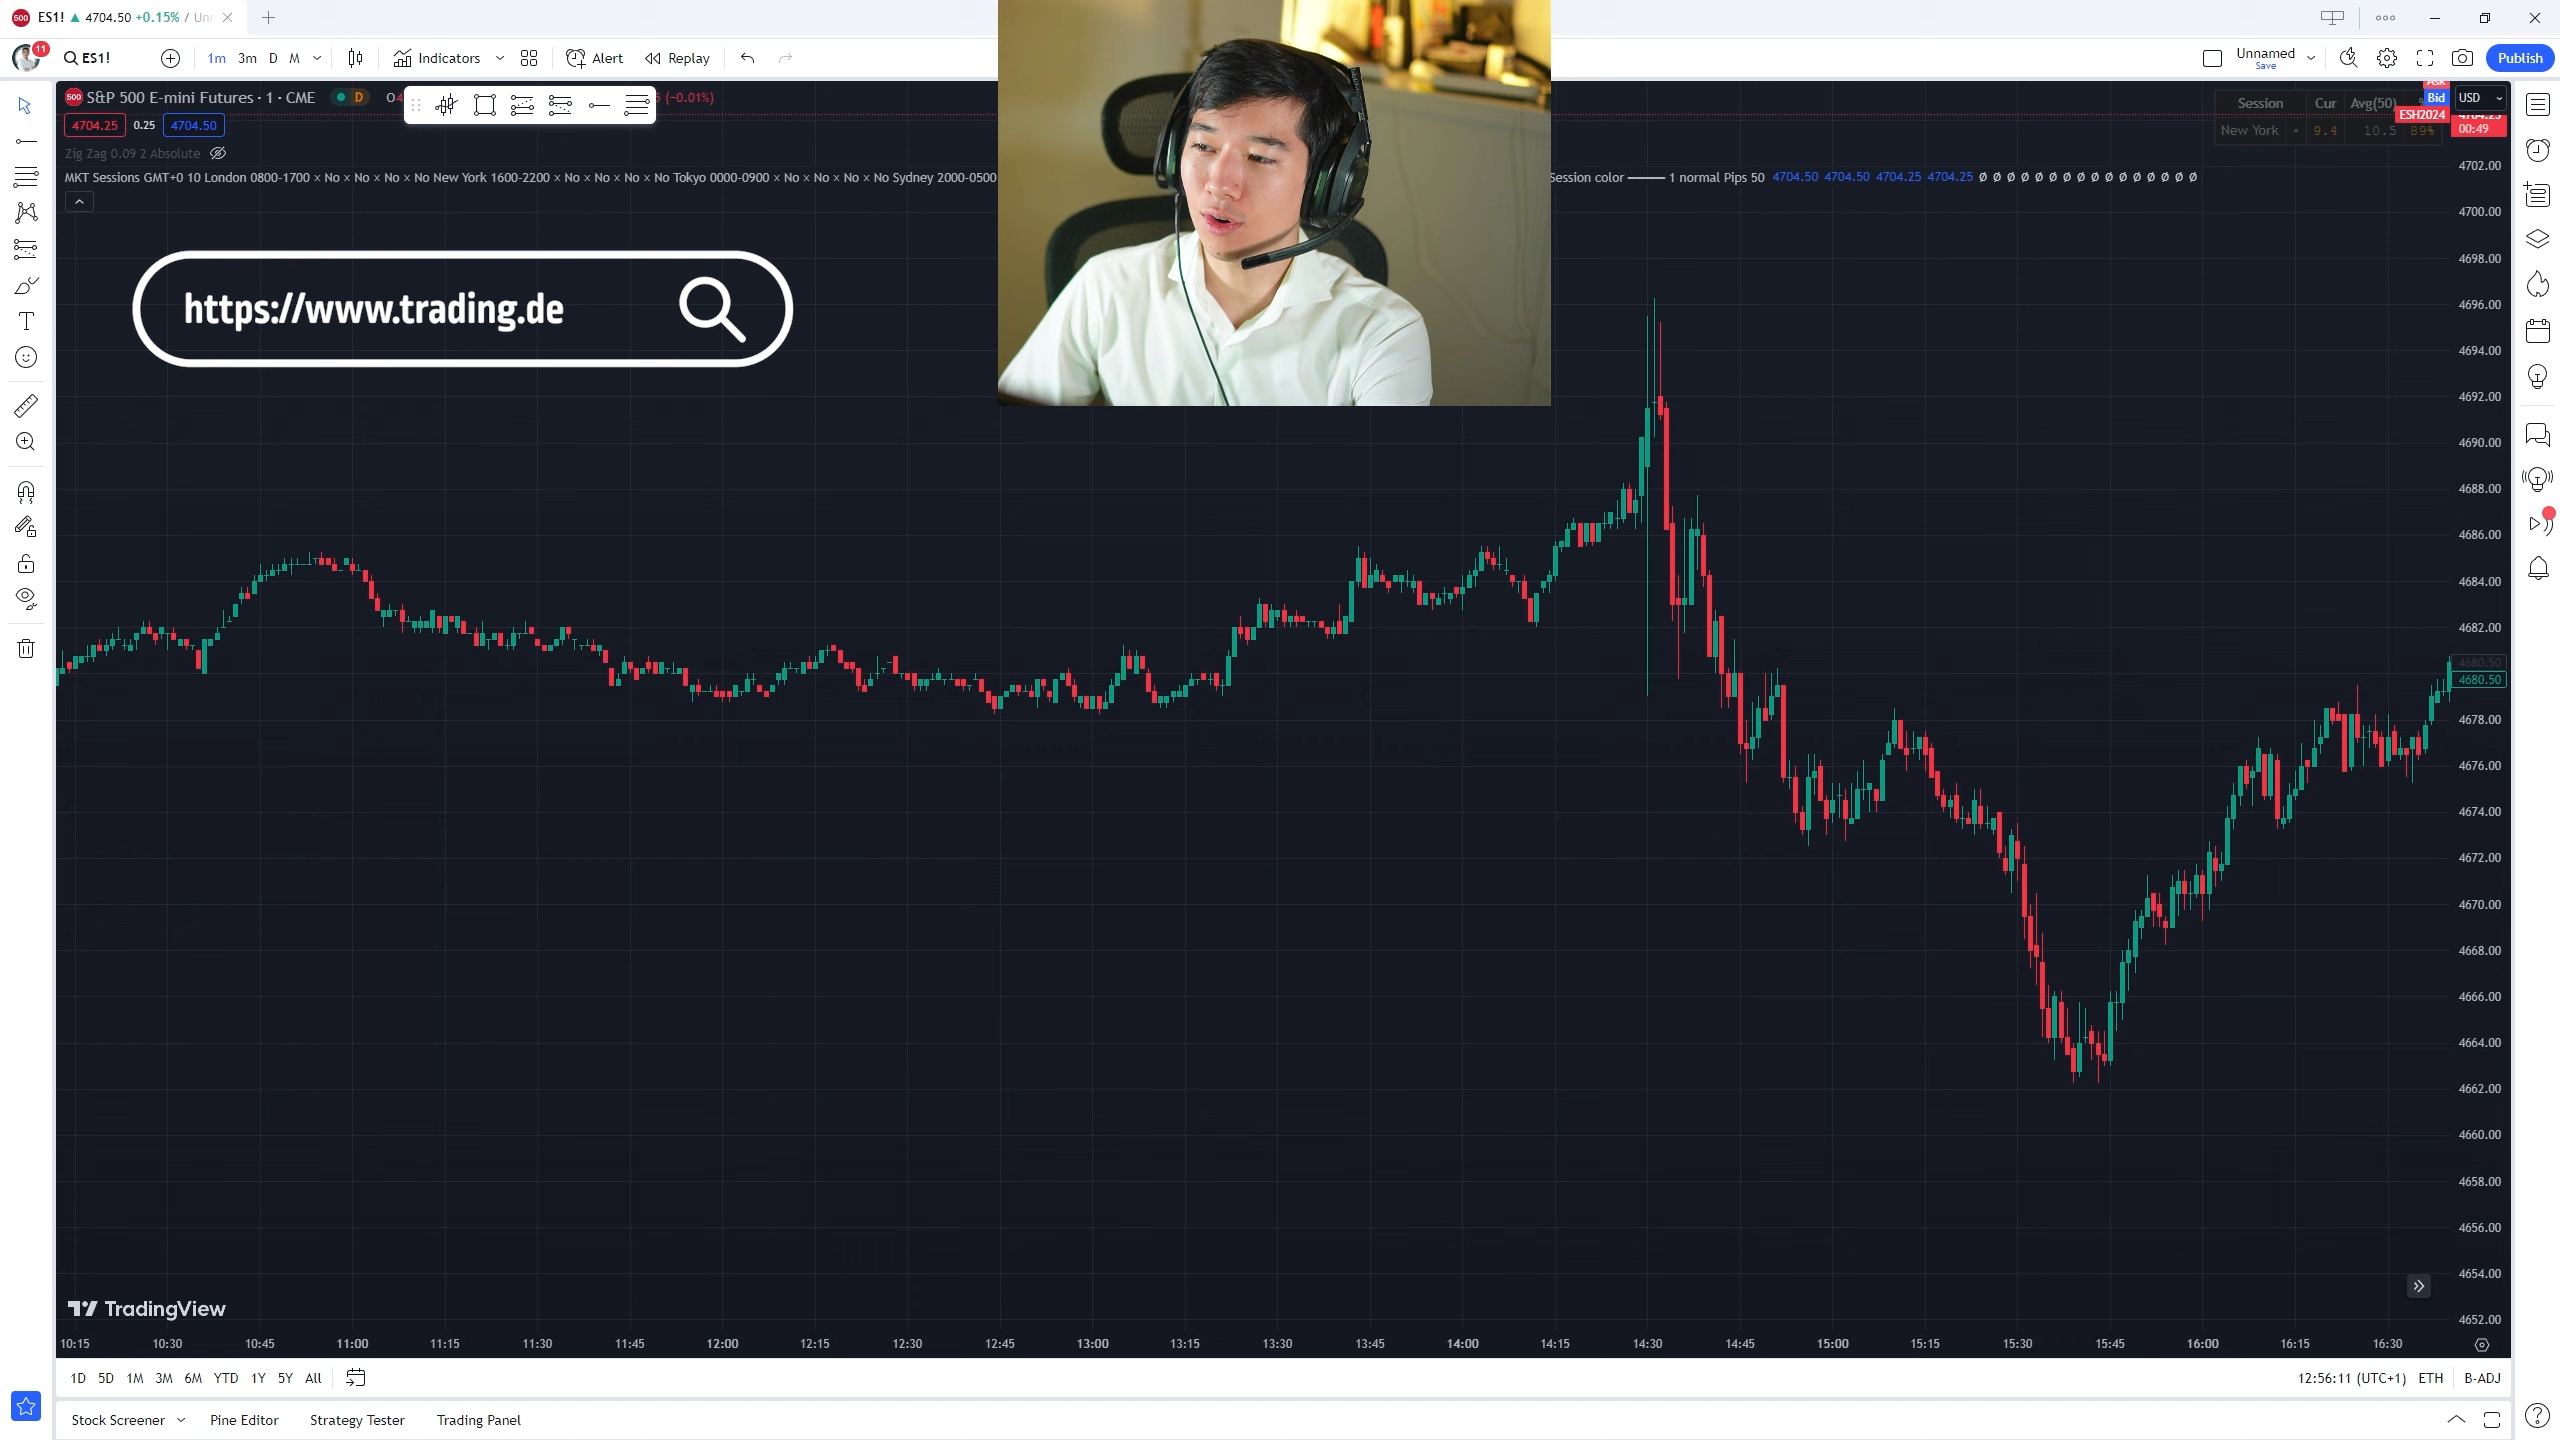 500 ES1! ▲ 4704.50 +0.15% / Un
11 ES1! 1m 3m D M Indicators Alert Replay Unnamed Save Publish
500 S&P 500 E-mini Futures · 1 · CME D O4 (−0.01%)
4704.25 0.25 4704.50
Zig Zag 0.09 2 Absolute
MKT Sessions GMT+0 10 London 0800-1700 × No × No × No × No New York 1600-2200 × No × No × No × No Tokyo 0000-0900 × No × No × No × No Sydney 2000-0500
Session color 1 normal Pips 50 4704.50 4704.50 4704.25 4704.25 Ø Ø Ø Ø Ø Ø Ø Ø Ø Ø Ø Ø Ø Ø Ø Ø
Session Cur Avg(50)
New York • 9.4 10.5 89%
Bid USD
ESH2024
00:49
https://www.trading.de
4702.00
4700.00
4698.00
4696.00
4694.00
4692.00
4690.00
4688.00
4686.00
4684.00
4682.00
4680.50
4680.50
4678.00
4676.00
4674.00
4672.00
4670.00
4668.00
4666.00
4664.00
4662.00
4660.00
4658.00
4656.00
4654.00
4652.00
TradingView
10:15 10:30 10:45 11:00 11:15 11:30 11:45 12:00 12:15 12:30 12:45 13:00 13:15 13:30 13:45 14:00 14:15 14:30 14:45 15:00 15:15 15:30 15:45 16:00 16:15 16:30
1D 5D 1M 3M 6M YTD 1Y 5Y All 12:56:11 (UTC+1) ETH B-ADJ
Stock Screener Pine Editor Strategy Tester Trading Panel